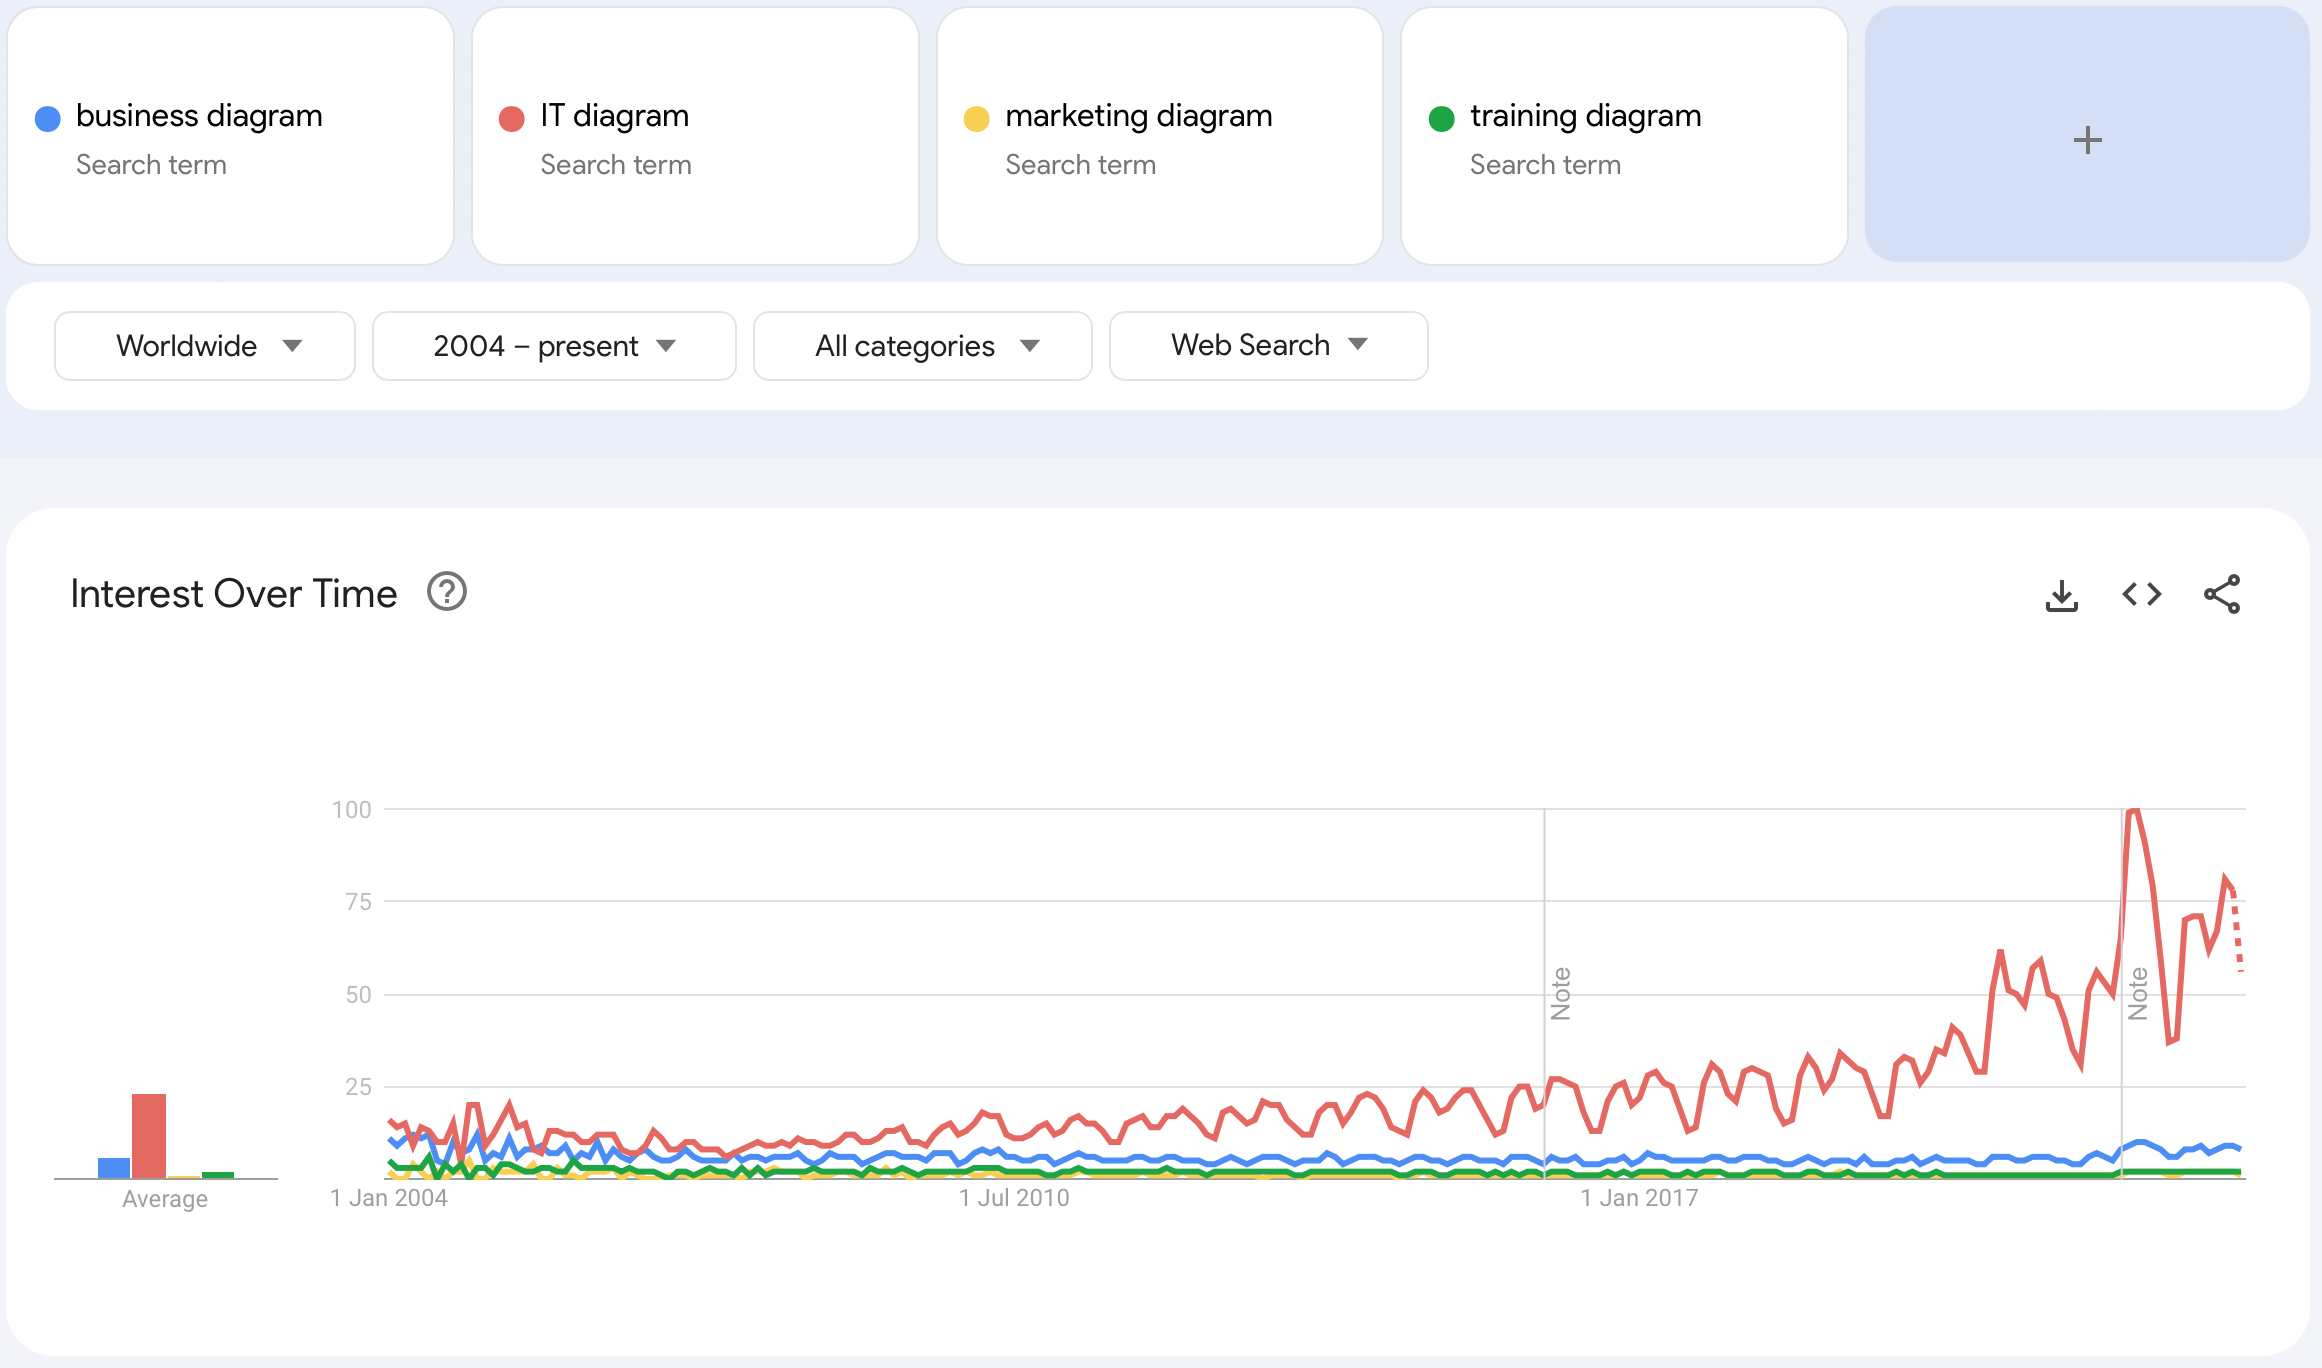 business diagram
Search term
IT diagram
Search term
marketing diagram
Search term
training diagram
Search term
+
Worldwide
2004 – present
All categories
Web Search
Interest Over Time
?
100
75
50
25
Note
Note
Average
1 Jan 2004
1 Jul 2010
1 Jan 2017